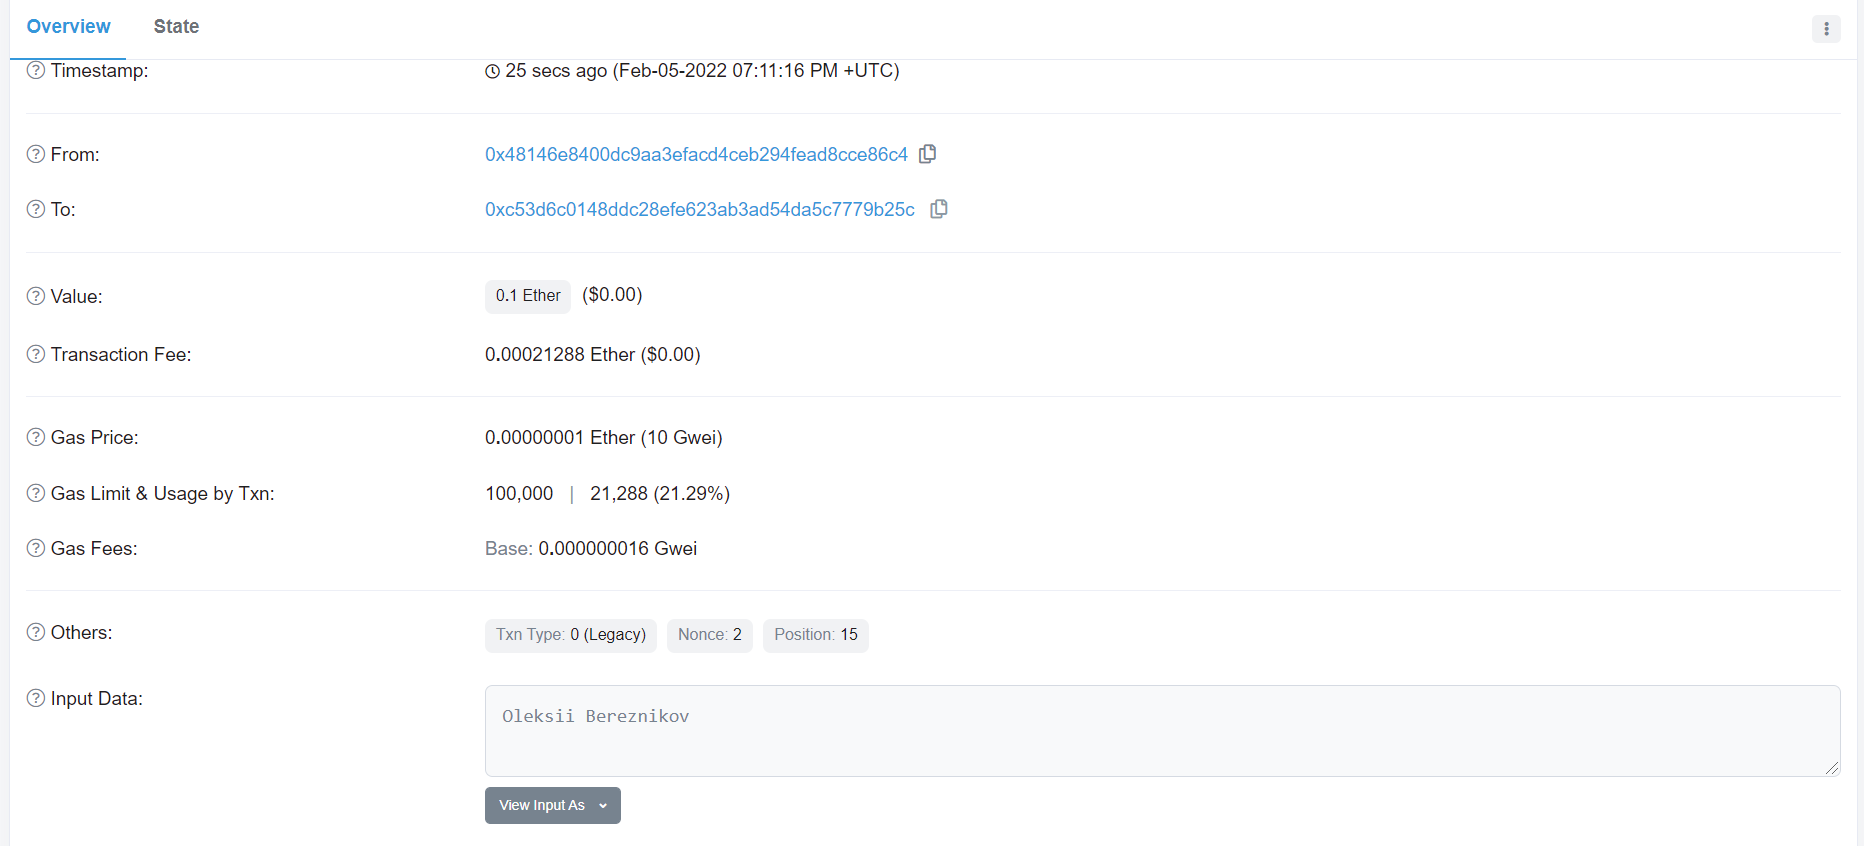 Overview State
Timestamp: 25 secs ago (Feb-05-2022 07:11:16 PM +UTC)
From: 0x48146e8400dc9aa3efacd4ceb294fead8cce86c4
To: 0xc53d6c0148ddc28efe623ab3ad54da5c7779b25c
Value: 0.1 Ether ($0.00)
Transaction Fee: 0.00021288 Ether ($0.00)
Gas Price: 0.00000001 Ether (10 Gwei)
Gas Limit & Usage by Txn: 100,000 | 21,288 (21.29%)
Gas Fees: Base: 0.000000016 Gwei
Others: Txn Type: 0 (Legacy) Nonce: 2 Position: 15
Input Data: Oleksii Bereznikov
View Input As